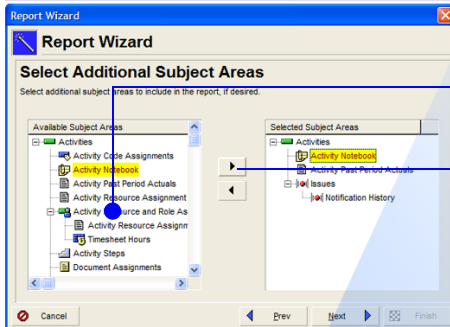 Report Wizard
Report Wizard
Select Additional Subject Areas
Select additional subject areas to include in the report, if desired.
Available Subject Areas
Activities
Activity Code Assignments
Activity Notebook
Activity Past Period Actuals
Activity Resource Assignment
Activity Resource and Role As
Activity Resource Assignm
Timesheet Hours
Activity Steps
Document Assignments
Selected Subject Areas
Activities
Activity Notebook
Activity Past Period Actuals
Issues
Notification History
Cancel
Prev
Next
Finish